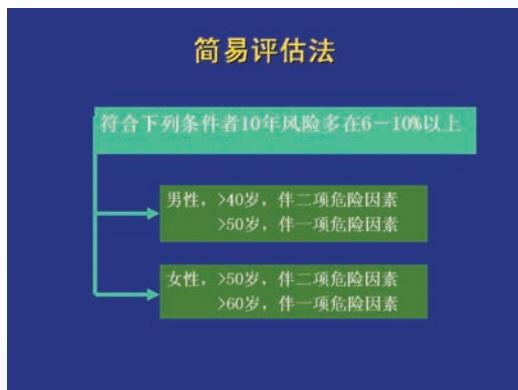 简易评估法
符合下列条件者10年风险多在6－10%以上
男性，>40岁，伴二项危险因素
>50岁，伴一项危险因素
女性，>50岁，伴二项危险因素
>60岁，伴一项危险因素